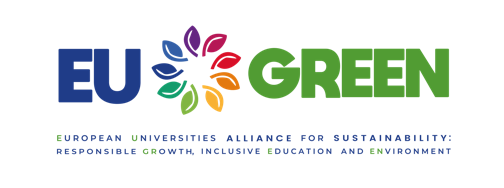 EU GREEN
EUROPEAN UNIVERSITIES ALLIANCE FOR SUSTAINABILITY:
RESPONSIBLE GROWTH, INCLUSIVE EDUCATION AND ENVIRONMENT